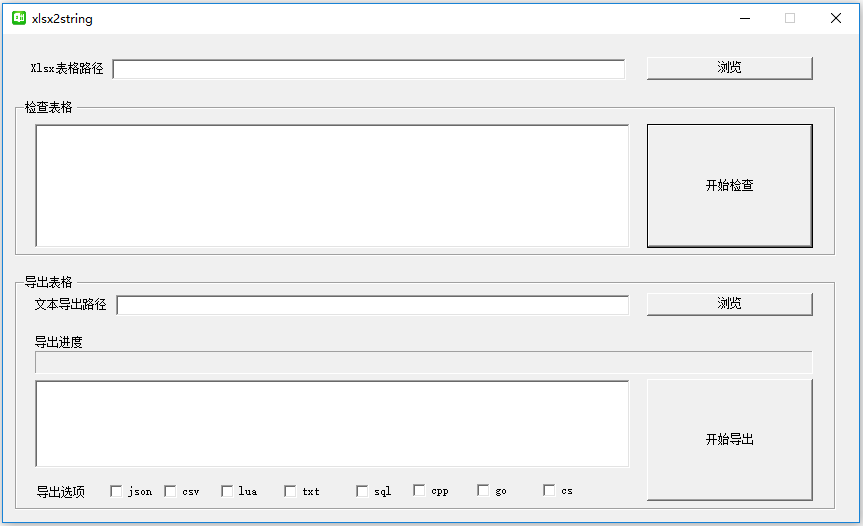 xlsx2string
Xlsx表格路径 浏览
检查表格
开始检查
导出表格
文本导出路径 浏览
导出进度
开始导出
导出选项 json csv lua txt sql cpp go cs